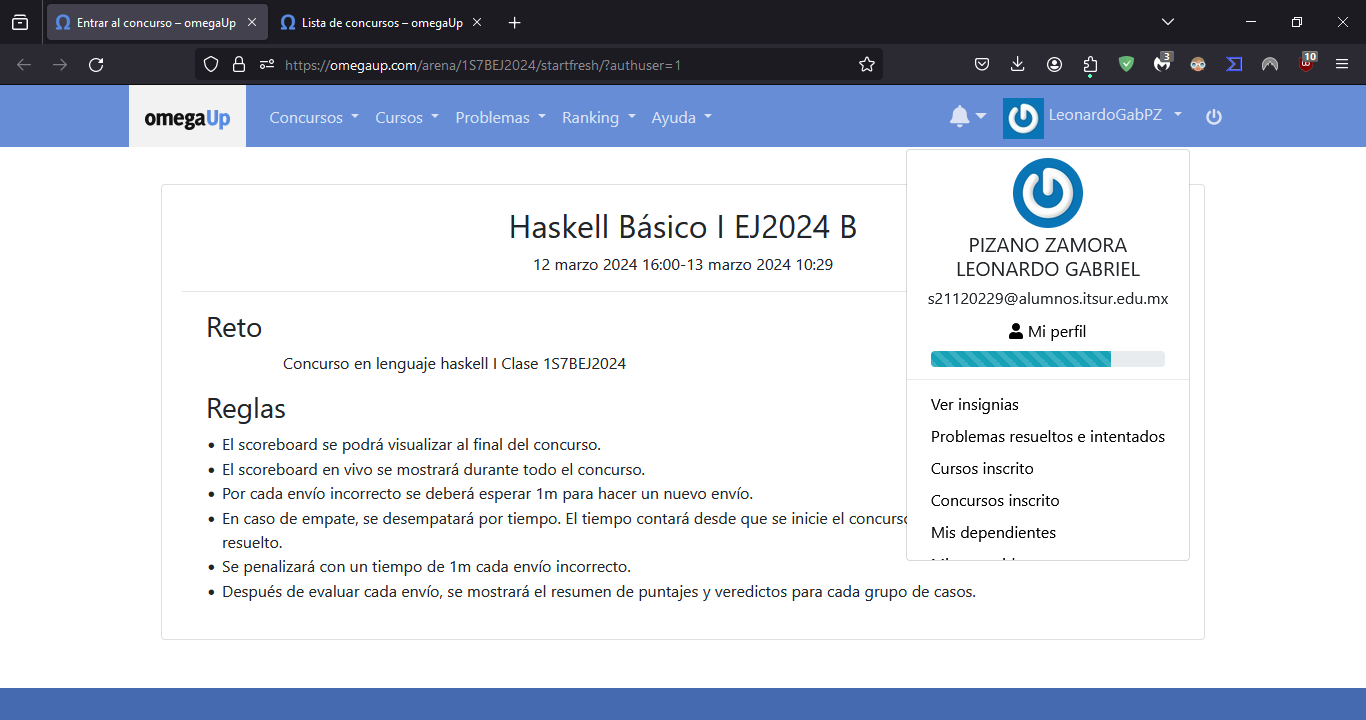 Entrar al concurso – omegaUp
Lista de concursos – omegaUp
https://omegaup.com/arena/1S7BEJ2024/startfresh/?authuser=1
3
10
omegaUp
Concursos
Cursos
Problemas
Ranking
Ayuda
LeonardoGabPZ
Haskell Básico I EJ2024 B
12 marzo 2024 16:00-13 marzo 2024 10:29
Reto
Concurso en lenguaje haskell I Clase 1S7BEJ2024
Reglas
• El scoreboard se podrá visualizar al final del concurso.
• El scoreboard en vivo se mostrará durante todo el concurso.
• Por cada envío incorrecto se deberá esperar 1m para hacer un nuevo envío.
• En caso de empate, se desempatará por tiempo. El tiempo contará desde que se inicie el concurso
resuelto.
• Se penalizará con un tiempo de 1m cada envío incorrecto.
• Después de evaluar cada envío, se mostrará el resumen de puntajes y veredictos para cada grupo de casos.
PIZANO ZAMORA
LEONARDO GABRIEL
s21120229@alumnos.itsur.edu.mx
Mi perfil
Ver insignias
Problemas resueltos e intentados
Cursos inscrito
Concursos inscrito
Mis dependientes